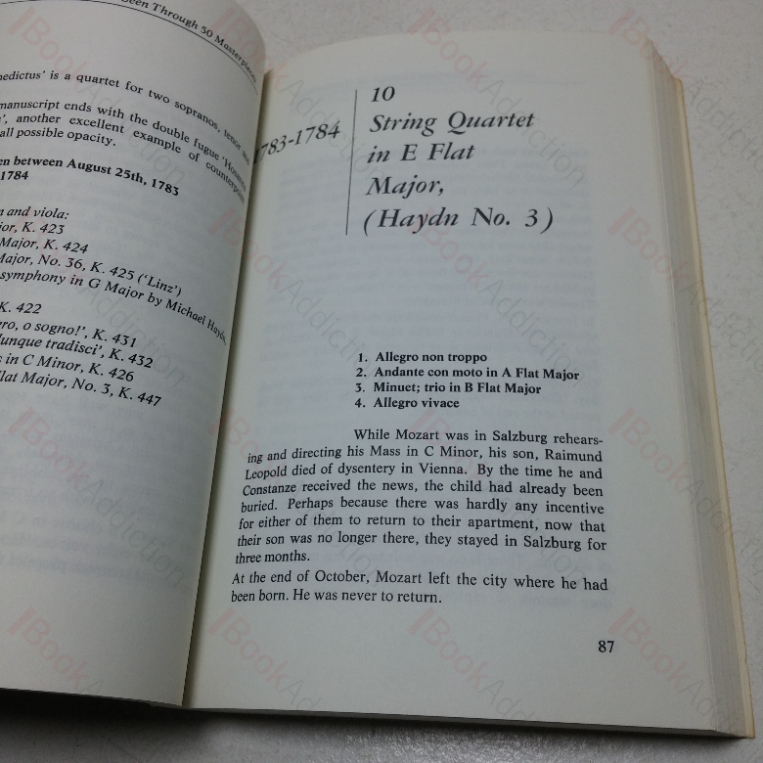 Seen Through 50 Masterpieces
nedictus' is a quartet for two sopranos, tenor and
manuscript ends with the double fugue 'Hosanna
', another excellent example of counterpoint
all possible opacity.
en between August 25th, 1783
1784
n and viola:
jor, K. 423
Major, K. 424
Major, No. 36, K. 425 ('Linz')
symphony in G Major by Michael Haydn,
K. 422
ro, o sogno!', K. 431
unque tradisci', K. 432
s in C Minor, K. 426
Flat Major, No. 3, K. 447
1783-1784
10
String Quartet
in E Flat
Major,
(Haydn No. 3)
1. Allegro non troppo
2. Andante con moto in A Flat Major
3. Minuet; trio in B Flat Major
4. Allegro vivace
While Mozart was in Salzburg rehears-
ing and directing his Mass in C Minor, his son, Raimund
Leopold died of dysentery in Vienna. By the time he and
Constanze received the news, the child had already been
buried. Perhaps because there was hardly any incentive
for either of them to return to their apartment, now that
their son was no longer there, they stayed in Salzburg for
three months.
At the end of October, Mozart left the city where he had
been born. He was never to return.
87
BookAddiction